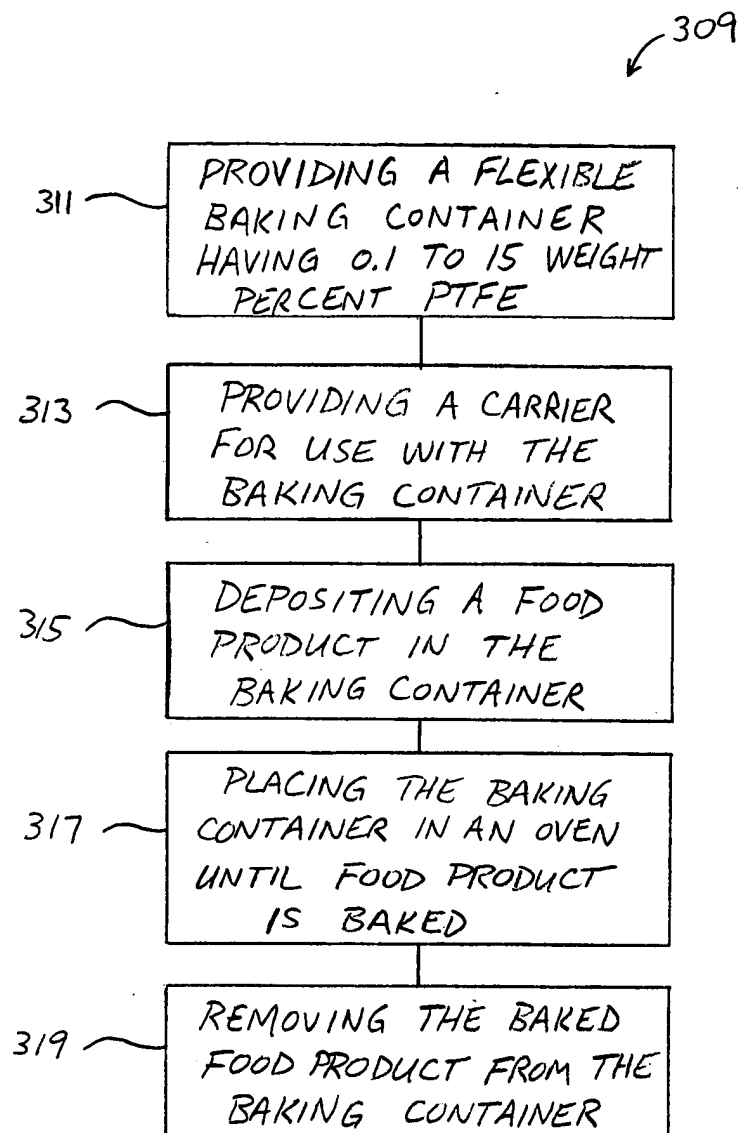 309
311
PROVIDING A FLEXIBLE
BAKING CONTAINER
HAVING 0.1 TO 15 WEIGHT
PERCENT PTFE
313
PROVIDING A CARRIER
FOR USE WITH THE
BAKING CONTAINER
315
DEPOSITING A FOOD
PRODUCT IN THE
BAKING CONTAINER
317
PLACING THE BAKING
CONTAINER IN AN OVEN
UNTIL FOOD PRODUCT
IS BAKED
319
REMOVING THE BAKED
FOOD PRODUCT FROM THE
BAKING CONTAINER